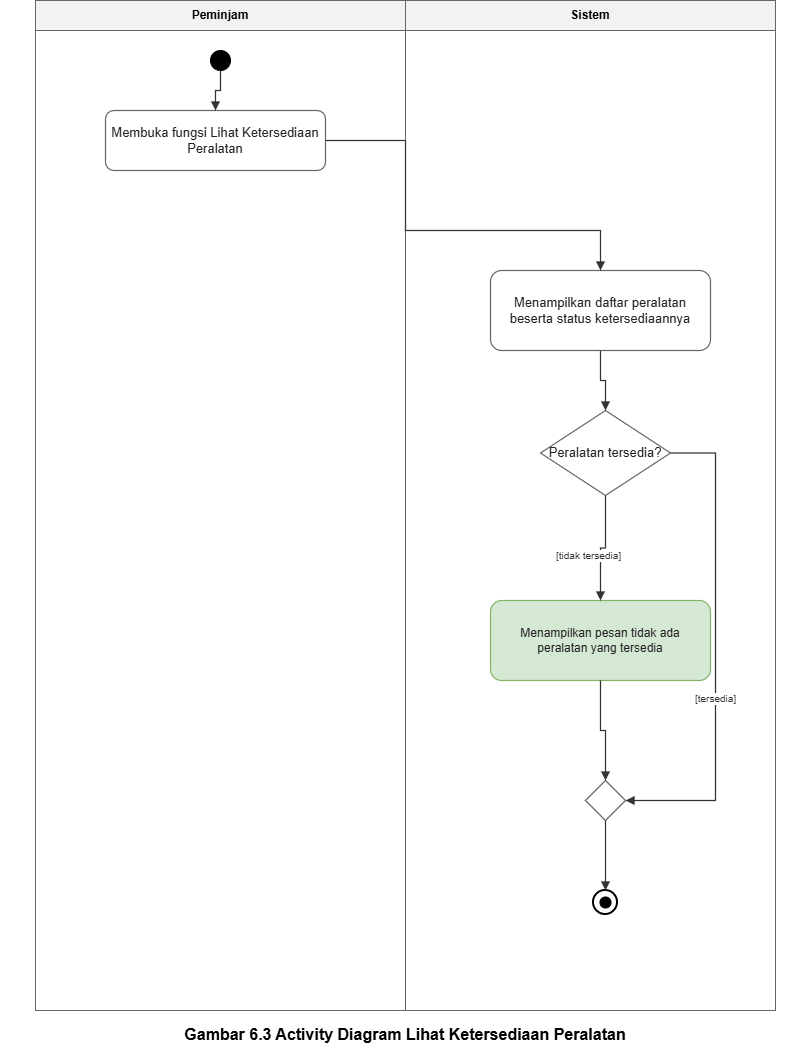 Peminjam
Sistem
Membuka fungsi Lihat Ketersediaan
Peralatan
Menampilkan daftar peralatan
beserta status ketersediaannya
Peralatan tersedia?
[tidak tersedia]
Menampilkan pesan tidak ada
peralatan yang tersedia
[tersedia]
Gambar 6.3 Activity Diagram Lihat Ketersediaan Peralatan